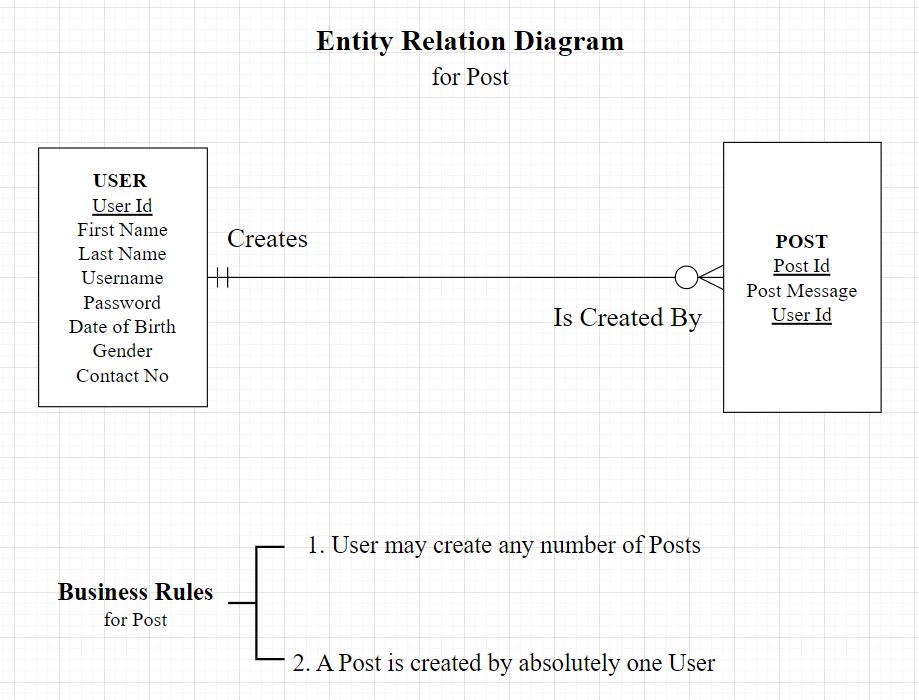 Entity Relation Diagram
for Post
USER
User Id
First Name
Last Name
Username
Password
Date of Birth
Gender
Contact No
Creates
Is Created By
POST
Post Id
Post Message
User Id
Business Rules
for Post
1. User may create any number of Posts
2. A Post is created by absolutely one User